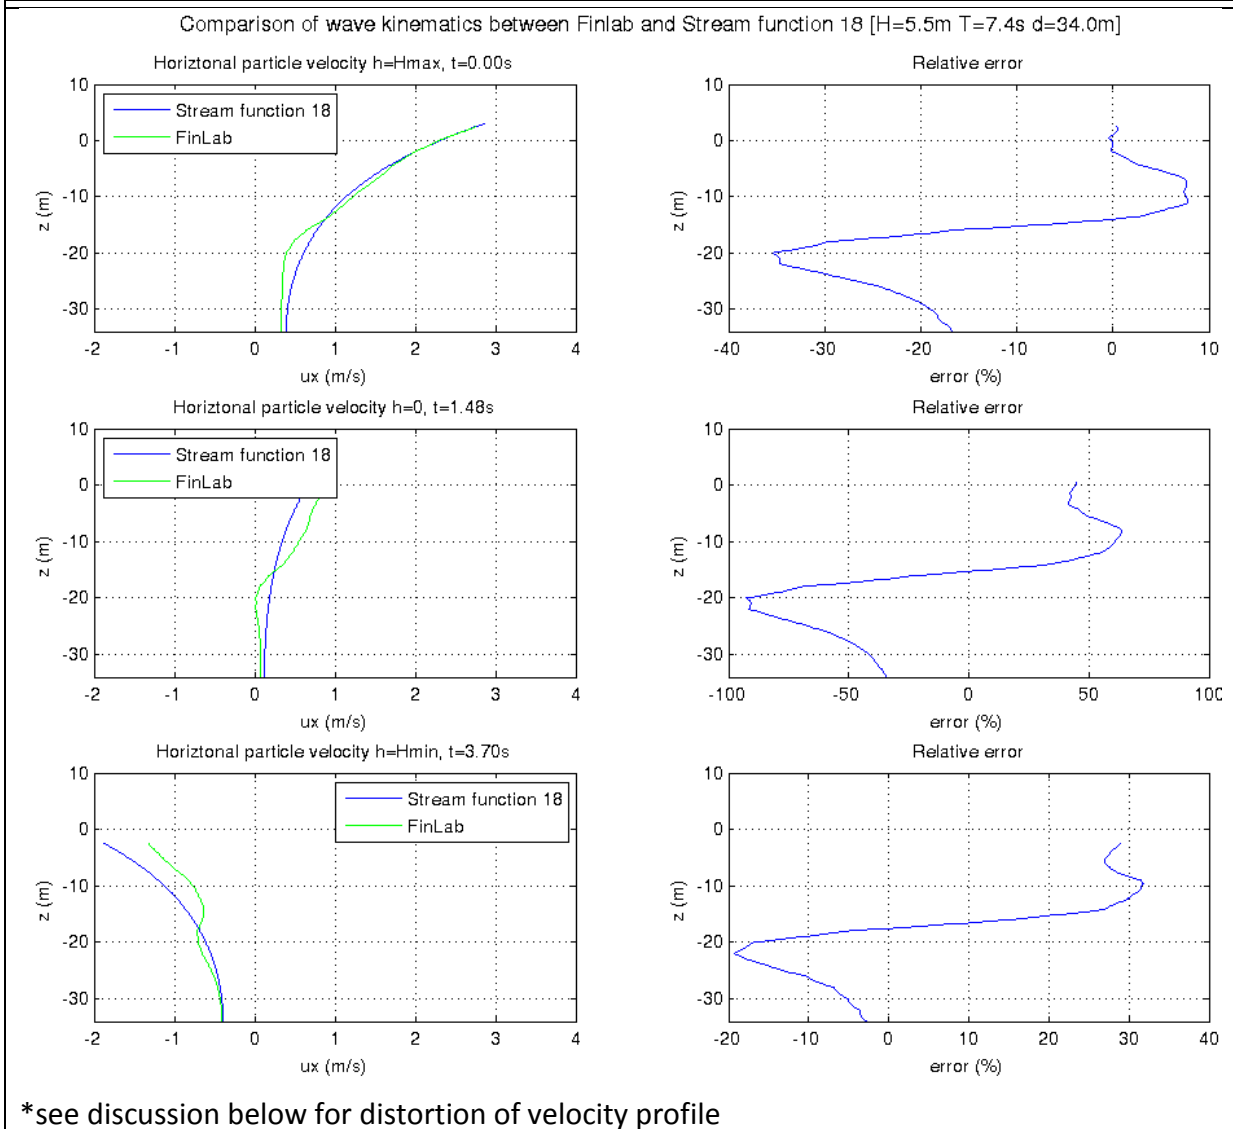 Comparison of wave kinematics between Finlab and Stream function 18 [H=5.5m T=7.4s d=34.0m]
Horiztonal particle velocity h=Hmax, t=0.00s
10
0
-10
-20
-30
z (m)
Stream function 18
FinLab
-2 -1 0 1 2 3 4
ux (m/s)
Relative error
10
0
-10
-20
-30
z (m)
-40 -30 -20 -10 0 10
error (%)
Horiztonal particle velocity h=0, t=1.48s
10
0
-10
-20
-30
z (m)
Stream function 18
FinLab
-2 -1 0 1 2 3 4
ux (m/s)
Relative error
10
0
-10
-20
-30
z (m)
-100 -50 0 50 100
error (%)
Horiztonal particle velocity h=Hmin, t=3.70s
10
0
-10
-20
-30
z (m)
Stream function 18
FinLab
-2 -1 0 1 2 3 4
ux (m/s)
Relative error
10
0
-10
-20
-30
z (m)
-20 -10 0 10 20 30 40
error (%)
*see discussion below for distortion of velocity profile